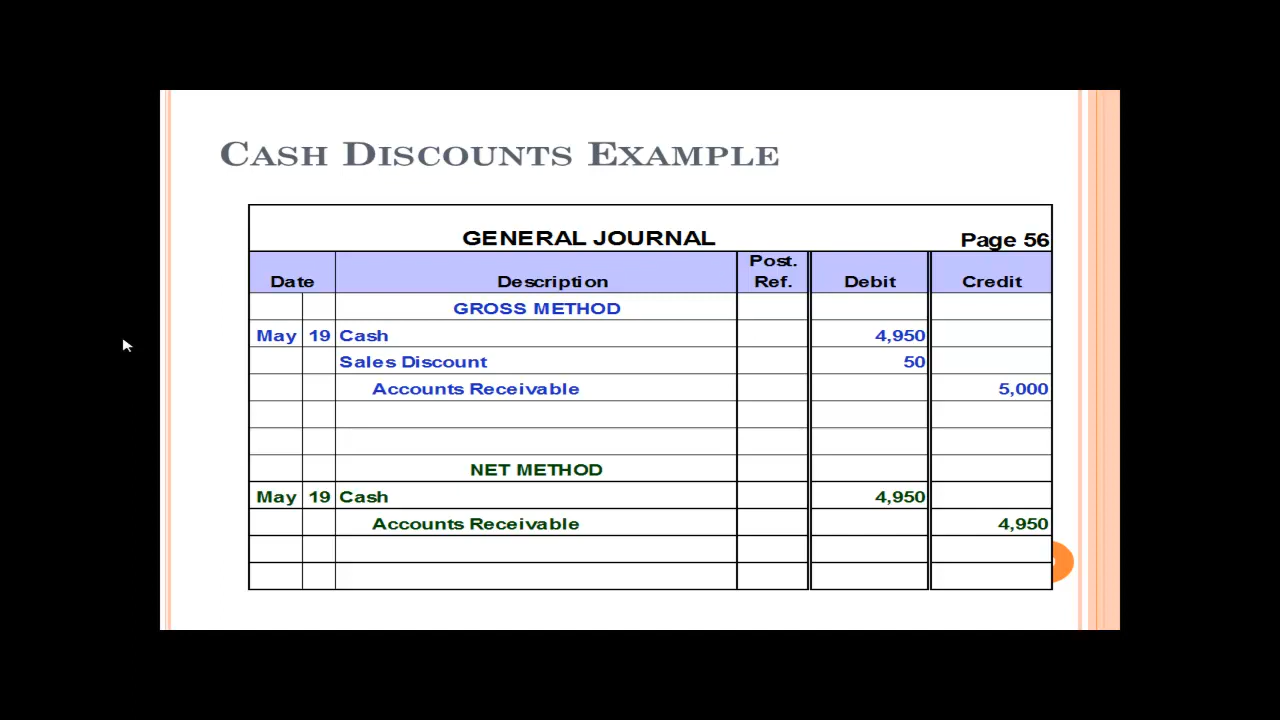 CASH DISCOUNTS EXAMPLE
GENERAL JOURNAL Page 56
Date Description Post. Ref. Debit Credit
GROSS METHOD
May 19 Cash 4,950
Sales Discount 50
Accounts Receivable 5,000
NET METHOD
May 19 Cash 4,950
Accounts Receivable 4,950